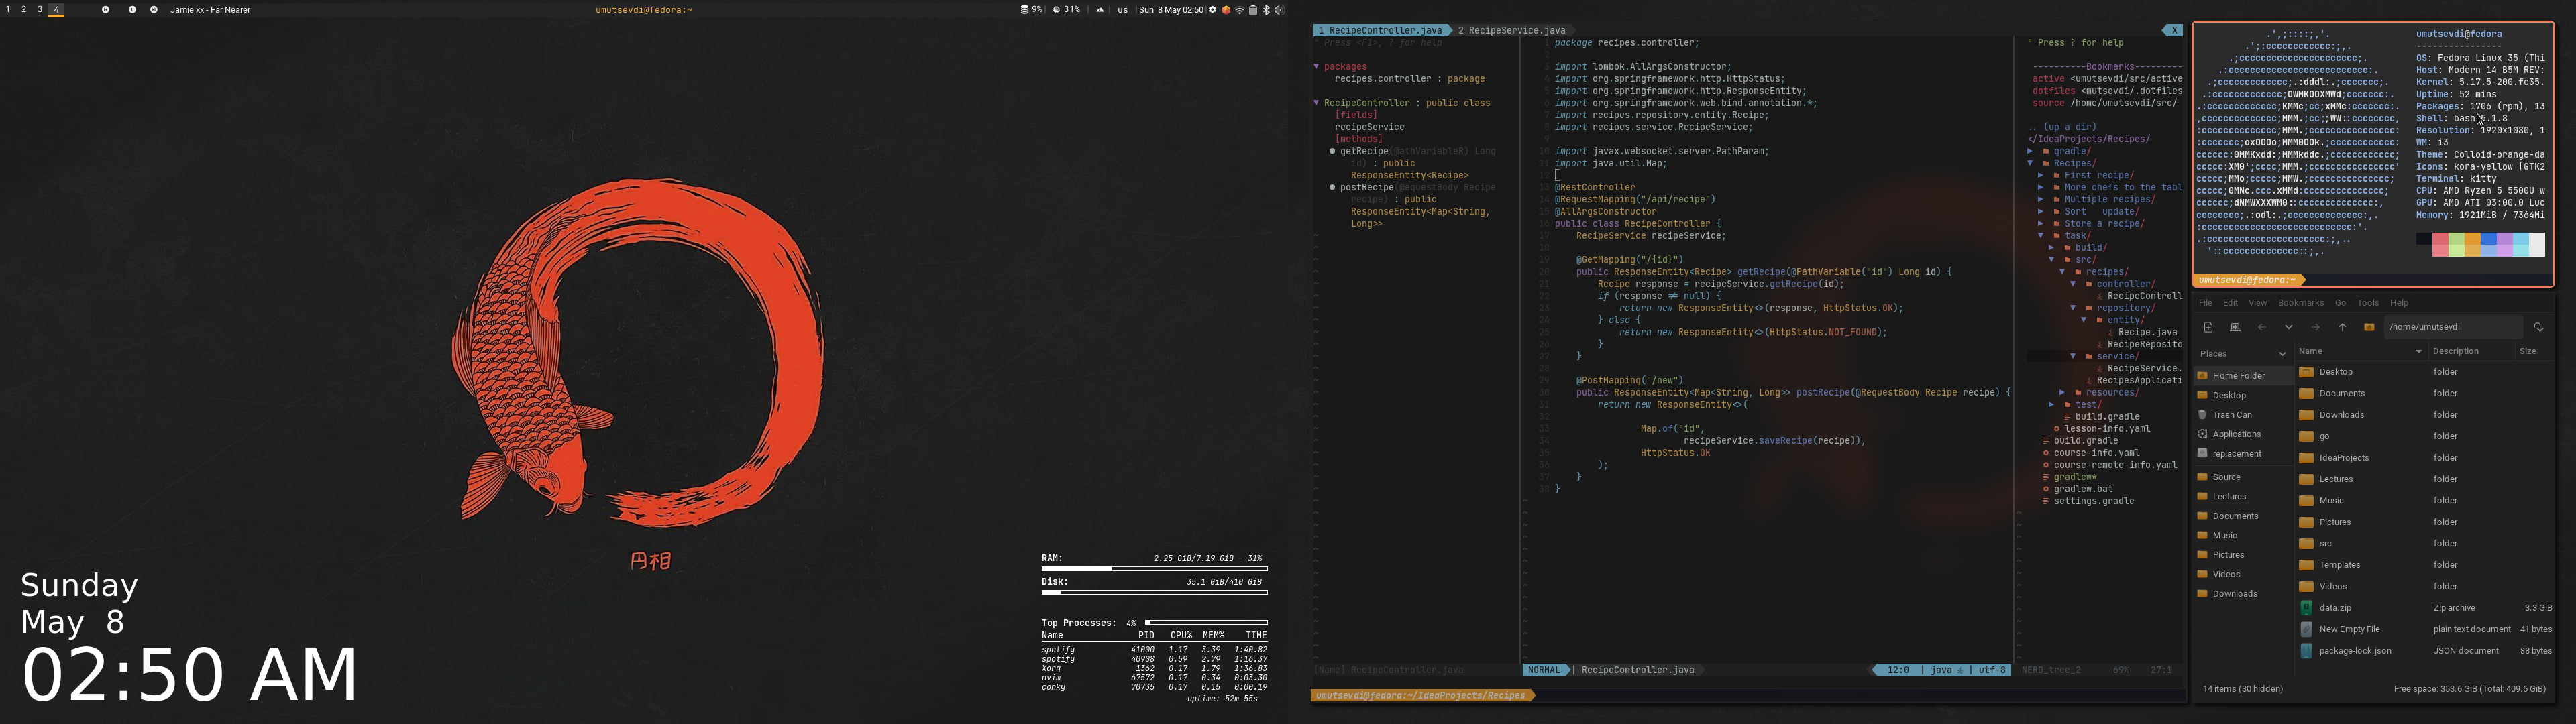 1 2 3 4
Jamie xx - Far Nearer
umutsevdi@fedora:~
9% 31% us Sun 8 May 02:50
円相
Sunday
May 8
02:50 AM
RAM: 2.25 GiB/7.19 GiB - 31%
Disk: 35.1 GiB/410 GiB
Top Processes: 4%
Name PID CPU% MEM% TIME
spotify 41000 1.17 3.39 1:40.82
spotify 40908 0.59 2.79 1:16.37
Xorg 1362 0.17 1.79 1:36.83
nvim 67572 0.17 0.34 0:03.30
conky 70735 0.17 0.15 0:00.19
uptime: 52m 55s
1 RecipeController.java 2 RecipeService.java X
" Press <F1>, ? for help
▼ packages
recipes.controller : package
▼ RecipeController : public class
[fields]
recipeService
[methods]
getRecipe(@athVariableR) Long
id) : public
ResponseEntity<Recipe>
postRecipe(@equestBody Recipe
recipe) : public
ResponseEntity<Map<String,
Long>>
1 package recipes.controller;
2
3 import lombok.AllArgsConstructor;
4 import org.springframework.http.HttpStatus;
5 import org.springframework.http.ResponseEntity;
6 import org.springframework.web.bind.annotation.*;
7 import recipes.repository.entity.Recipe;
8 import recipes.service.RecipeService;
9
10 import javax.websocket.server.PathParam;
11 import java.util.Map;
12
13 @RestController
14 @RequestMapping("/api/recipe")
15 @AllArgsConstructor
16 public class RecipeController {
17 RecipeService recipeService;
18
19 @GetMapping("/{id}")
20 public ResponseEntity<Recipe> getRecipe(@PathVariable("id") Long id) {
21 Recipe response = recipeService.getRecipe(id);
22 if (response ≠ null) {
23 return new ResponseEntity<>(response, HttpStatus.OK);
24 } else {
25 return new ResponseEntity<>(HttpStatus.NOT_FOUND);
26 }
27 }
28
29 @PostMapping("/new")
30 public ResponseEntity<Map<String, Long>> postRecipe(@RequestBody Recipe recipe) {
31 return new ResponseEntity<>(
32
33 Map.of("id",
34 recipeService.saveRecipe(recipe)),
35 HttpStatus.OK
36 );
37 }
38 }
" Press ? for help
----------Bookmarks---------
active <umutsevdi/src/active
dotfiles <mutsevdi/.dotfiles
source /home/umutsevdi/src/
.. (up a dir)
</IdeaProjects/Recipes/
▶ gradle/
▼ Recipes/
▶ First recipe/
▶ More chefs to the tabl
▶ Multiple recipes/
▶ Sort update/
▶ Store a recipe/
▼ task/
▶ build/
▼ src/
▼ recipes/
▼ controller/
RecipeControll
▼ repository/
▼ entity/
Recipe.java
RecipeReposito
▼ service/
RecipeService.
RecipesApplicati
▶ resources/
▶ test/
build.gradle
lesson-info.yaml
build.gradle
course-info.yaml
course-remote-info.yaml
gradlew*
gradlew.bat
settings.gradle
[Name] RecipeController.java
NORMAL RecipeController.java 12:0 | java | utf-8
NERD_tree_2 69% 27:1
umutsevdi@fedora:~/IdeaProjects/Recipes
umutsevdi@fedora
----------------
OS: Fedora Linux 35 (Thi
Host: Modern 14 B5M REV:
Kernel: 5.17.5-200.fc35.
Uptime: 52 mins
Packages: 1706 (rpm), 13
Shell: bash 5.1.8
Resolution: 1920x1080, 1
WM: i3
Theme: Colloid-orange-da
Icons: kora-yellow [GTK2
Terminal: kitty
CPU: AMD Ryzen 5 5500U w
GPU: AMD ATI 03:00.0 Luc
Memory: 1921MiB / 7364Mi
umutsevdi@fedora:~
File Edit View Bookmarks Go Tools Help
/home/umutsevdi
Places
Home Folder
Desktop
Trash Can
Applications
replacement
Source
Lectures
Documents
Music
Pictures
Videos
Downloads
Name Description Size
Desktop folder
Documents folder
Downloads folder
go folder
IdeaProjects folder
Lectures folder
Music folder
Pictures folder
src folder
Templates folder
Videos folder
data.zip Zip archive 3.3 GiB
New Empty File plain text document 41 bytes
package-lock.json JSON document 88 bytes
14 items (30 hidden) Free space: 353.6 GiB (Total: 409.6 GiB)